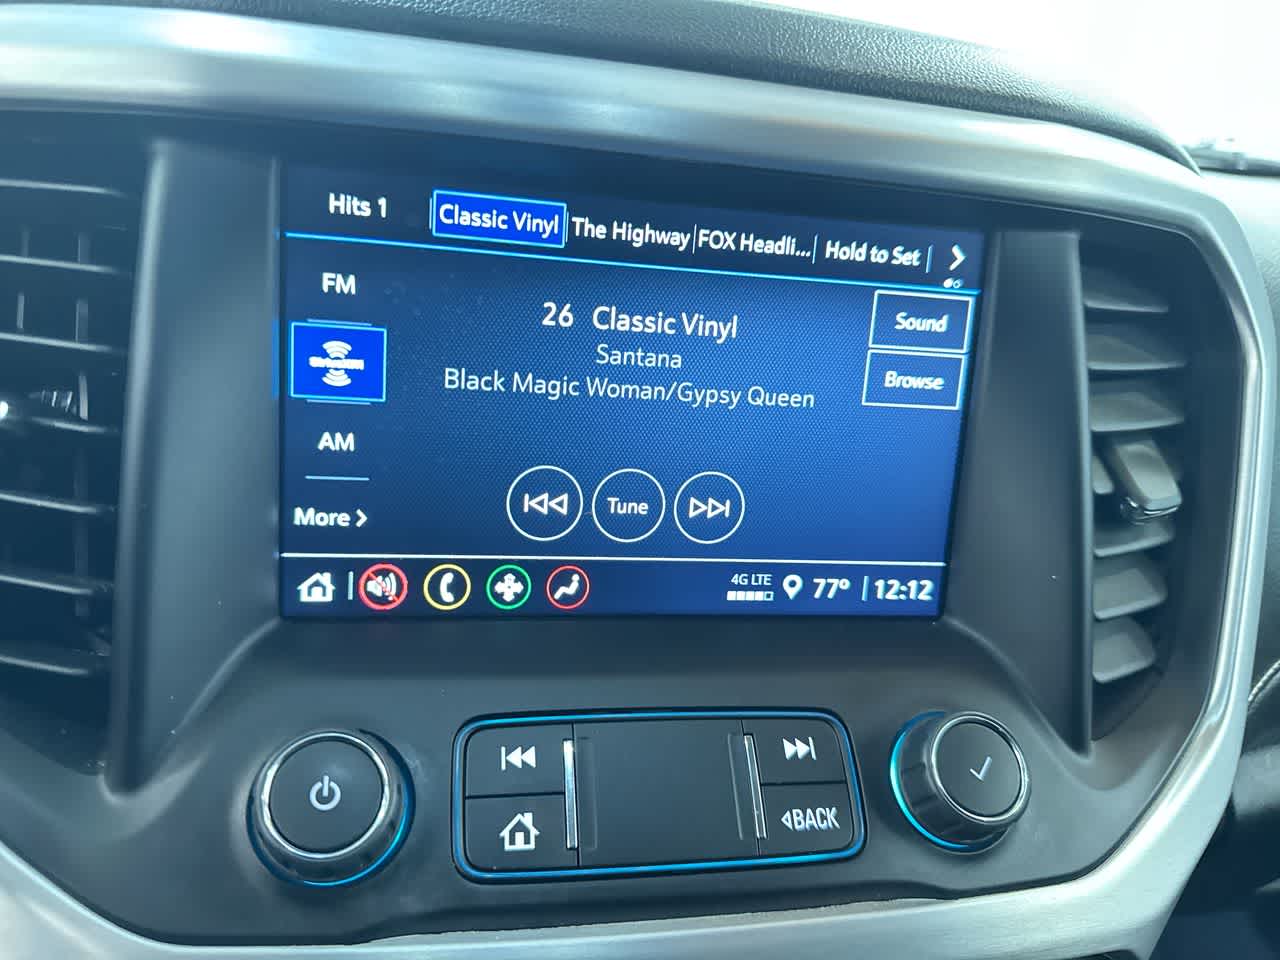 Hits 1
Classic Vinyl
The Highway
FOX Headli...
Hold to Set
FM
26 Classic Vinyl
Sound
Santana
SiriusXM
Black Magic Woman/Gypsy Queen
Browse
AM
More
Tune
4G LTE
77°
12:12
BACK